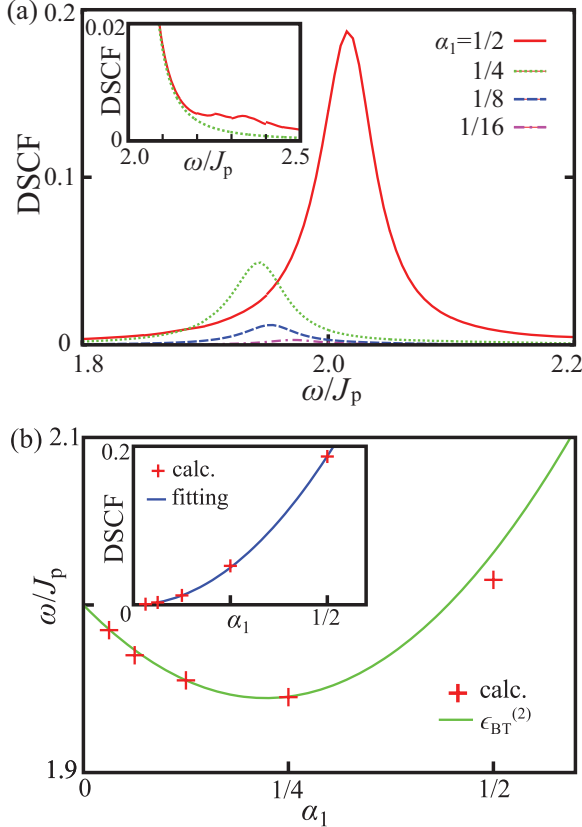 (a)
0.2
0.1
0
DSCF
0.02
0
DSCF
2.0
2.5
ω/Jₚ
α₁=1/2
1/4
1/8
1/16
1.8
2.0
2.2
ω/Jₚ
(b)
2.1
1.9
ω/Jₚ
0.2
0
DSCF
calc.
fitting
α₁
1/2
calc.
ϵ_BT⁽²⁾
0
1/4
1/2
α₁